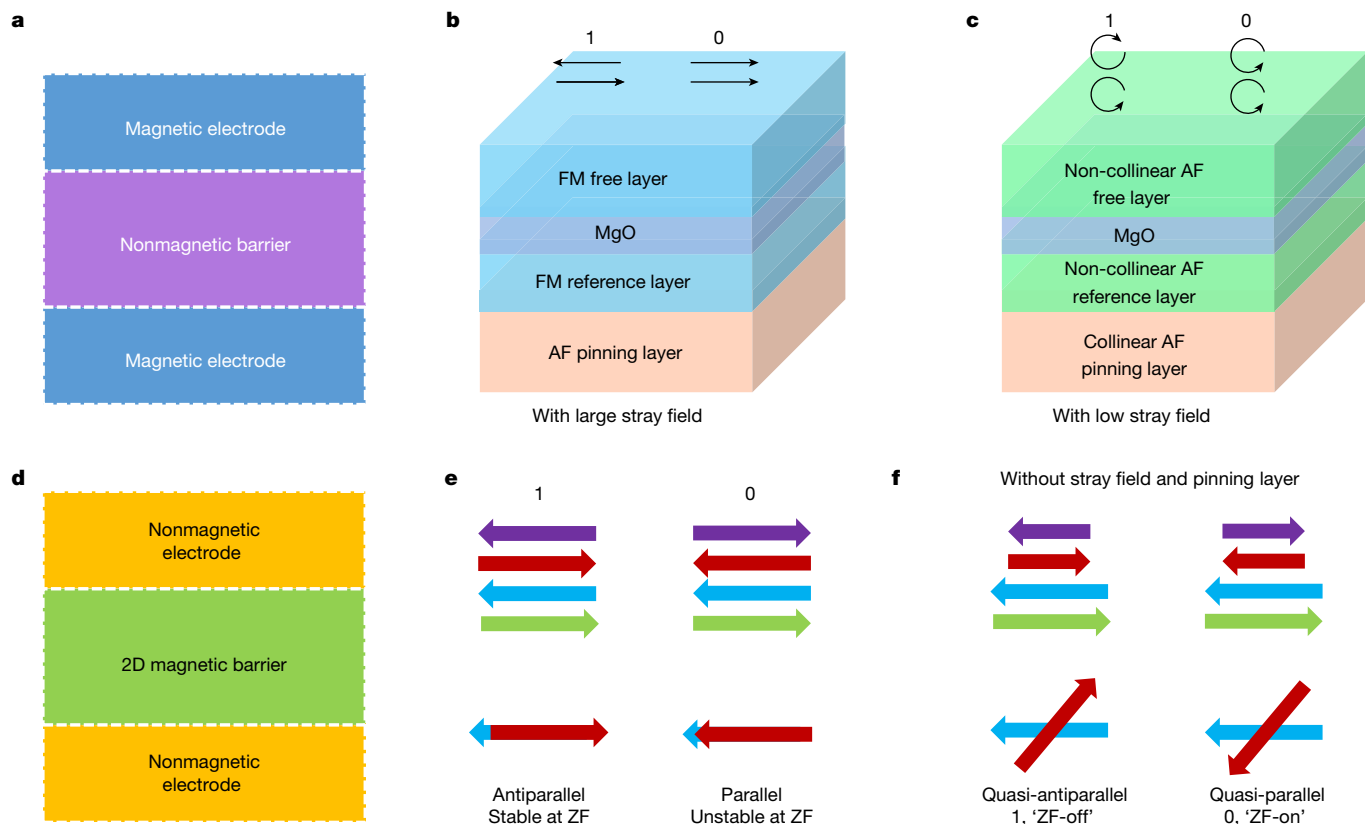 a
Magnetic electrode
Nonmagnetic barrier
Magnetic electrode
b
1 0
FM free layer
MgO
FM reference layer
AF pinning layer
With large stray field
c
1 0
Non-collinear AF
free layer
MgO
Non-collinear AF
reference layer
Collinear AF
pinning layer
With low stray field
d
Nonmagnetic
electrode
2D magnetic barrier
Nonmagnetic
electrode
e
1 0
Antiparallel
Stable at ZF
Parallel
Unstable at ZF
f
Without stray field and pinning layer
Quasi-antiparallel
1, ‘ZF-off’
Quasi-parallel
0, ‘ZF-on’